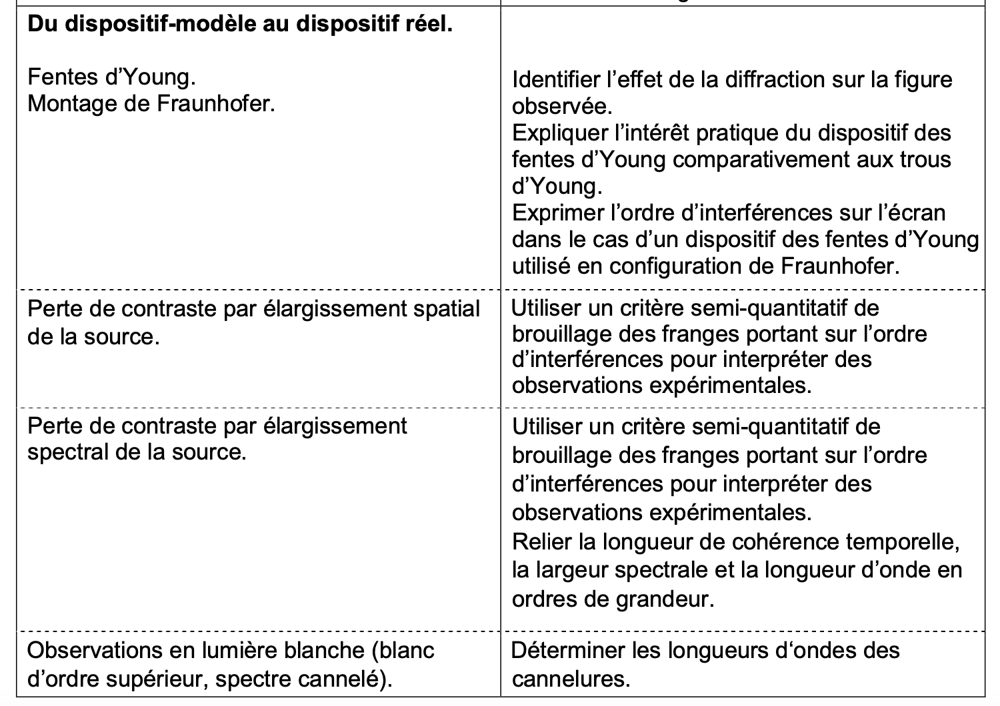 Du dispositif-modèle au dispositif réel.
Fentes d’Young.
Montage de Fraunhofer.
Identifier l’effet de la diffraction sur la figure
observée.
Expliquer l’intérêt pratique du dispositif des
fentes d’Young comparativement aux trous
d’Young.
Exprimer l’ordre d’interférences sur l’écran
dans le cas d’un dispositif des fentes d’Young
utilisé en configuration de Fraunhofer.
Perte de contraste par élargissement spatial
de la source.
Utiliser un critère semi-quantitatif de
brouillage des franges portant sur l’ordre
d’interférences pour interpréter des
observations expérimentales.
Perte de contraste par élargissement
spectral de la source.
Utiliser un critère semi-quantitatif de
brouillage des franges portant sur l’ordre
d’interférences pour interpréter des
observations expérimentales.
Relier la longueur de cohérence temporelle,
la largeur spectrale et la longueur d’onde en
ordres de grandeur.
Observations en lumière blanche (blanc
d’ordre supérieur, spectre cannelé).
Déterminer les longueurs d‘ondes des
cannelures.